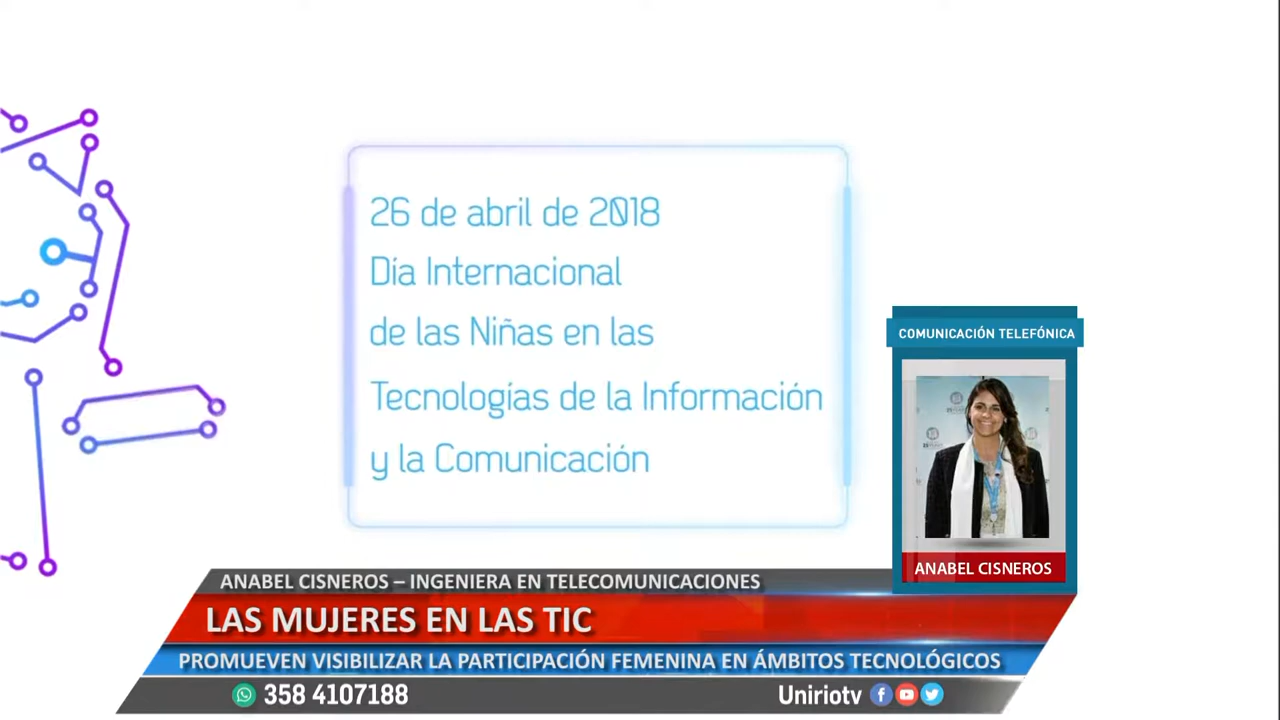 26 de abril de 2018
Día Internacional
de las Niñas en las
Tecnologías de la Información
y la Comunicación
COMUNICACIÓN TELEFÓNICA
ANABEL CISNEROS
ANABEL CISNEROS – INGENIERA EN TELECOMUNICACIONES
LAS MUJERES EN LAS TIC
PROMUEVEN VISIBILIZAR LA PARTICIPACIÓN FEMENINA EN ÁMBITOS TECNOLÓGICOS
358 4107188
Uniriotv